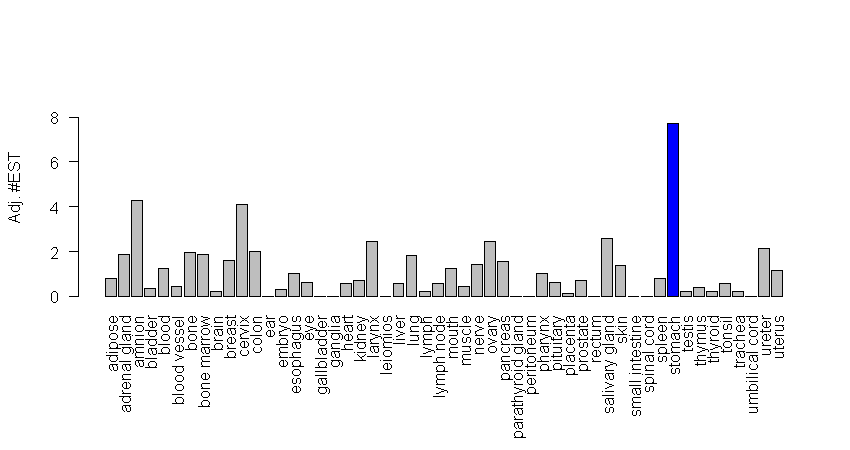 Adj. #EST
8
6
4
2
0
adipose
adrenal gland
amnion
bladder
blood
blood vessel
bone
bone marrow
brain
breast
cervix
colon
ear
embryo
esophagus
eye
gallbladder
ganglia
heart
kidney
larynx
leiomios
liver
lung
lymph
lymph node
mouth
muscle
nerve
ovary
pancreas
parathyroid gland
peritoneum
pharynx
pituitary
placenta
prostate
rectum
salivary gland
skin
small intestine
spinal cord
spleen
stomach
testis
thymus
thyroid
tonsil
trachea
umbilical cord
ureter
uterus